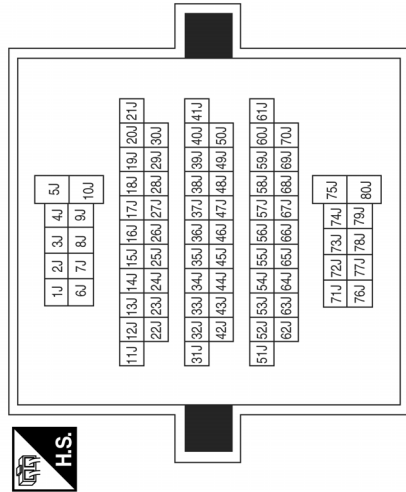 H.S.
1J 2J 3J 4J 5J
6J 7J 8J 9J 10J
11J 12J 13J 14J 15J 16J 17J 18J 19J 20J 21J
22J 23J 24J 25J 26J 27J 28J 29J 30J
31J 32J 33J 34J 35J 36J 37J 38J 39J 40J 41J
42J 43J 44J 45J 46J 47J 48J 49J 50J
51J 52J 53J 54J 55J 56J 57J 58J 59J 60J 61J
62J 63J 64J 65J 66J 67J 68J 69J 70J
71J 72J 73J 74J 75J
76J 77J 78J 79J 80J